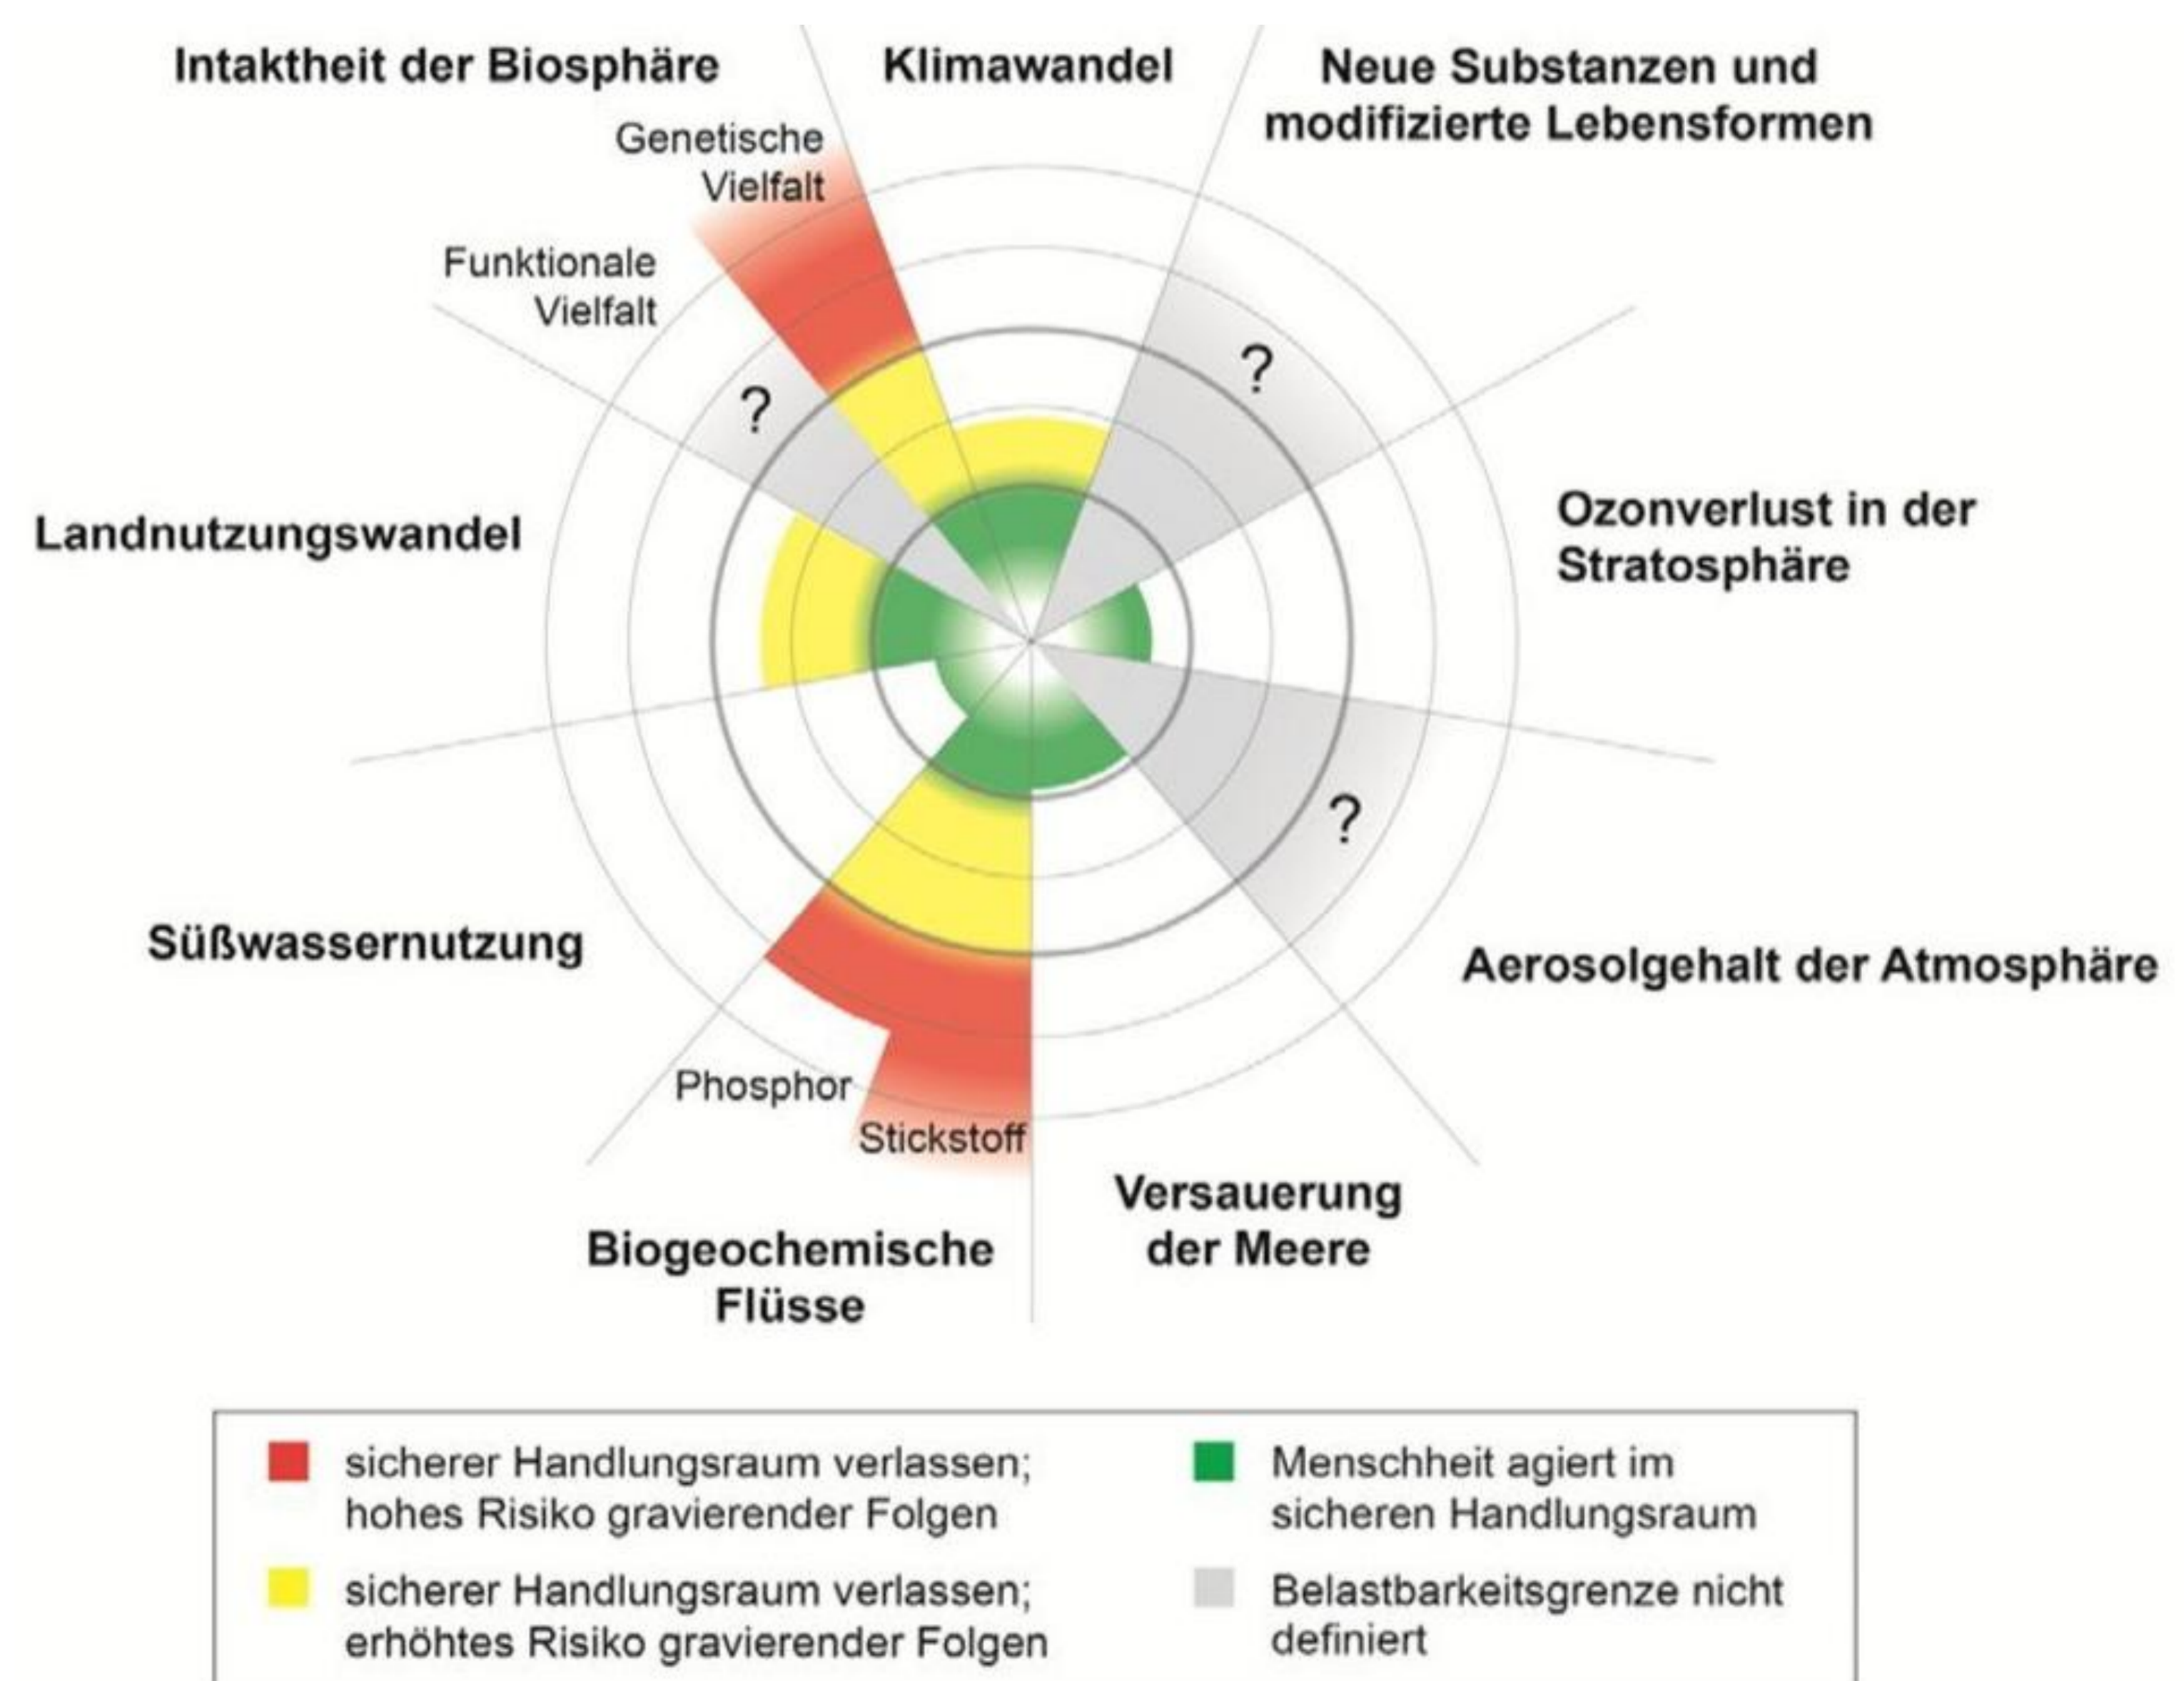 Intaktheit der Biosphäre
Klimawandel
Neue Substanzen und
modifizierte Lebensformen
Genetische
Vielfalt
Funktionale
Vielfalt
?
?
Landnutzungswandel
Ozonverlust in der
Stratosphäre
?
Süßwassernutzung
Aerosolgehalt der Atmosphäre
Phosphor
Stickstoff
Versauerung
der Meere
Biogeochemische
Flüsse
sicherer Handlungsraum verlassen;
hohes Risiko gravierender Folgen
sicherer Handlungsraum verlassen;
erhöhtes Risiko gravierender Folgen
Menschheit agiert im
sicheren Handlungsraum
Belastbarkeitsgrenze nicht
definiert